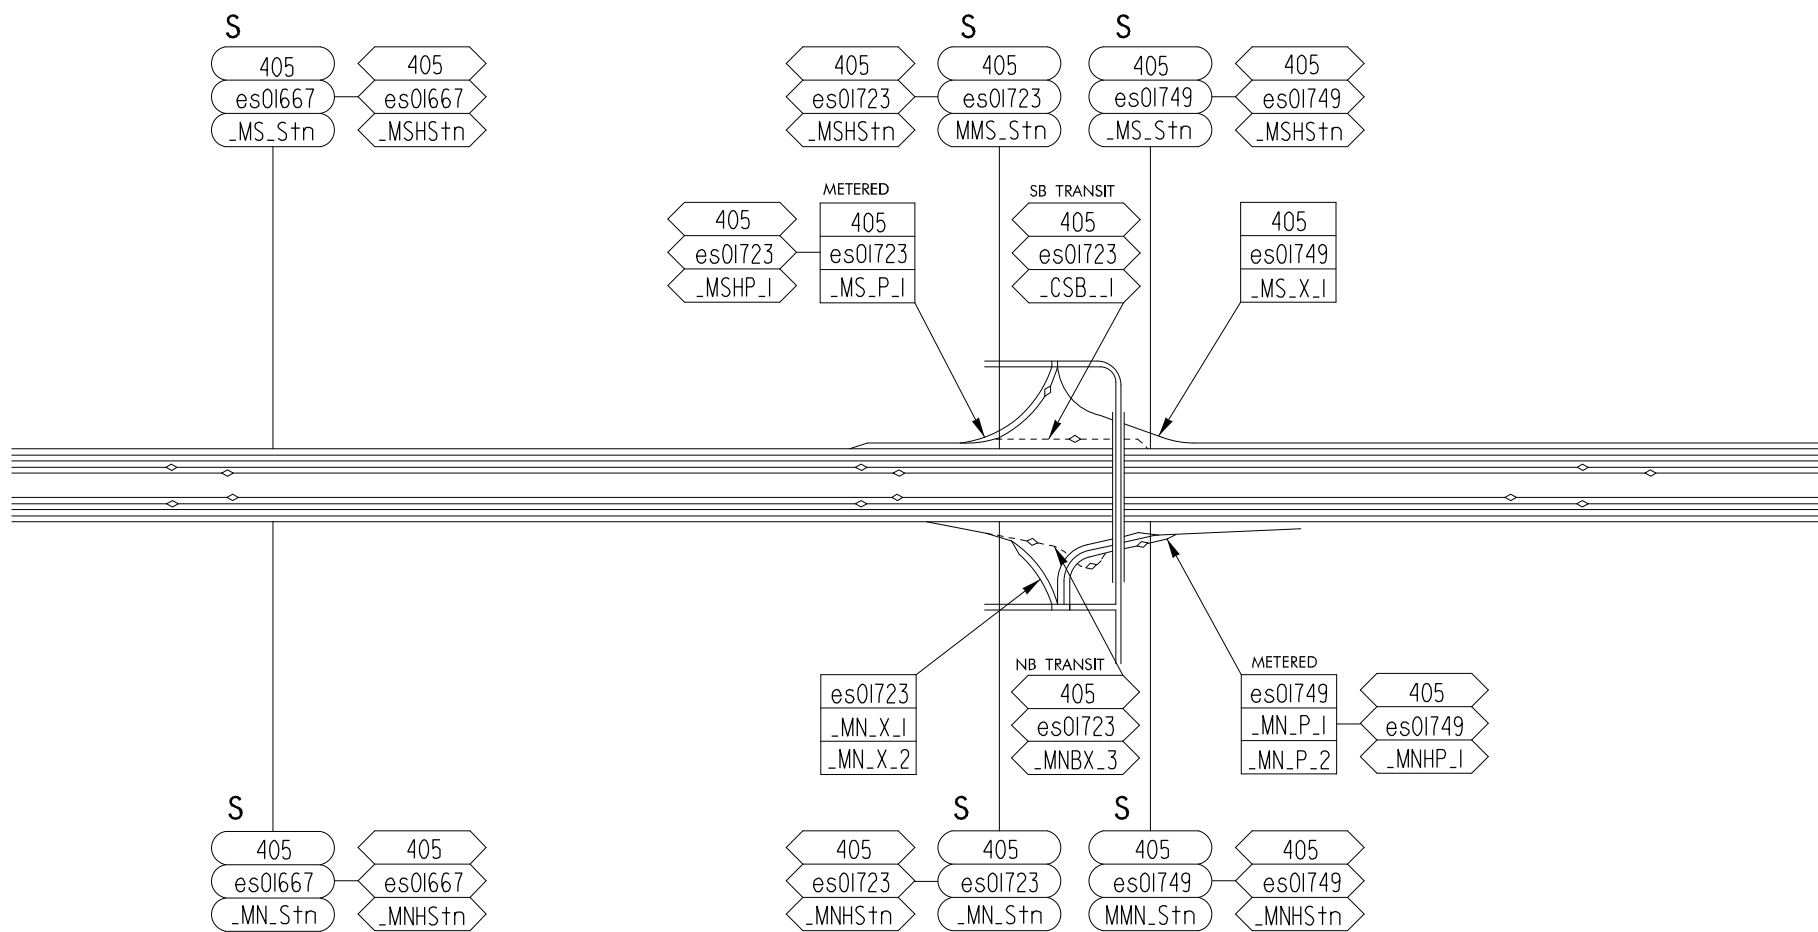 S
405
es01667
_MS_Stn
405
es01667
_MSHStn
405
es01723
_MSHStn
S
405
es01723
MMS_Stn
S
405
es01749
_MS_Stn
405
es01749
_MSHStn
405
es01723
_MSHP_1
METERED
405
es01723
_MS_P_1
SB TRANSIT
405
es01723
_CSB__1
405
es01749
_MS_X_1
es01723
_MN_X_1
_MN_X_2
NB TRANSIT
405
es01723
_MNBX_3
METERED
es01749
_MN_P_1
_MN_P_2
405
es01749
_MNHP_1
S
405
es01667
_MN_Stn
405
es01667
_MNHStn
405
es01723
_MNHStn
S
405
es01723
_MN_Stn
S
405
es01749
MMN_Stn
405
es01749
_MNHStn